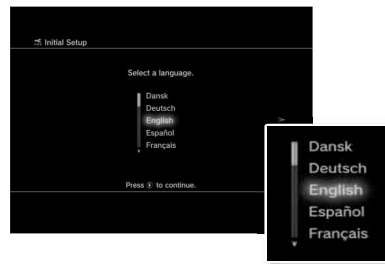 Initial Setup
Select a language.
Dansk
Deutsch
English
Español
Français
Press ⓧ to continue.
Dansk
Deutsch
English
Español
Français